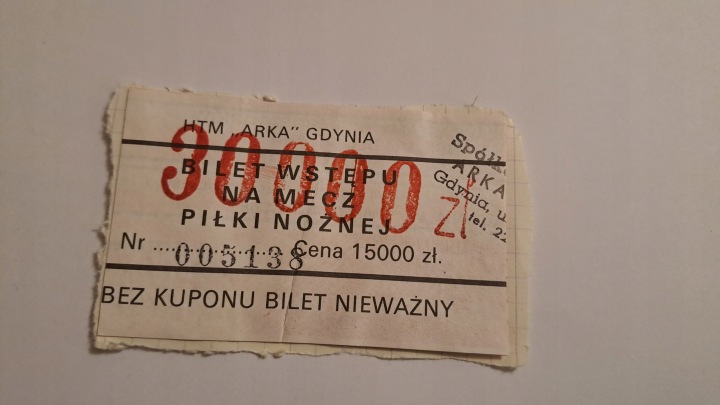 HTM „ARKA" GDYNIA
30000 zł
BILET WSTĘPU
NA MECZ
PIŁKI NOŻNEJ
Nr 005138 Cena 15000 zł.
BEZ KUPONU BILET NIEWAŻNY
ARKA
Gdynia,
tel.